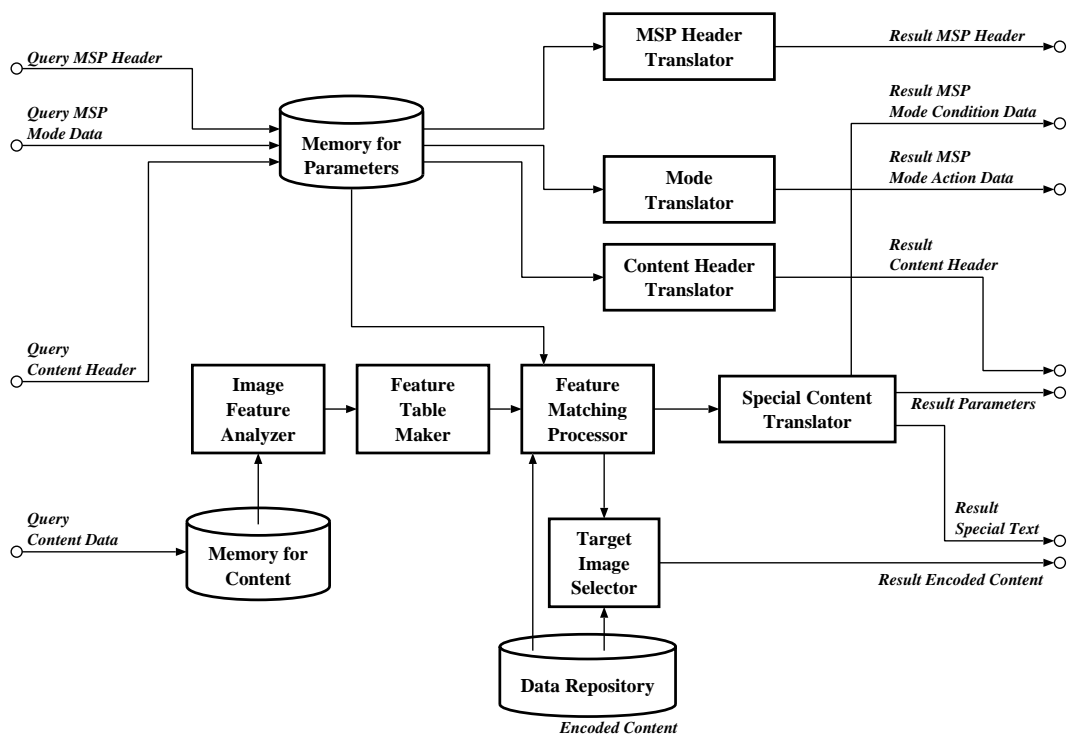 MSP Header
Translator
Result MSP Header
Query MSP Header
Result MSP
Mode Condition Data
Query MSP
Mode Data
Memory for
Parameters
Result MSP
Mode Action Data
Mode
Translator
Result
Content Header
Content Header
Translator
Query
Content Header
Image
Feature
Analyzer
Feature
Table
Maker
Feature
Matching
Processor
Special Content
Translator
Result Parameters
Query
Content Data
Memory for
Content
Result
Special Text
Target
Image
Selector
Result Encoded Content
Data Repository
Encoded Content